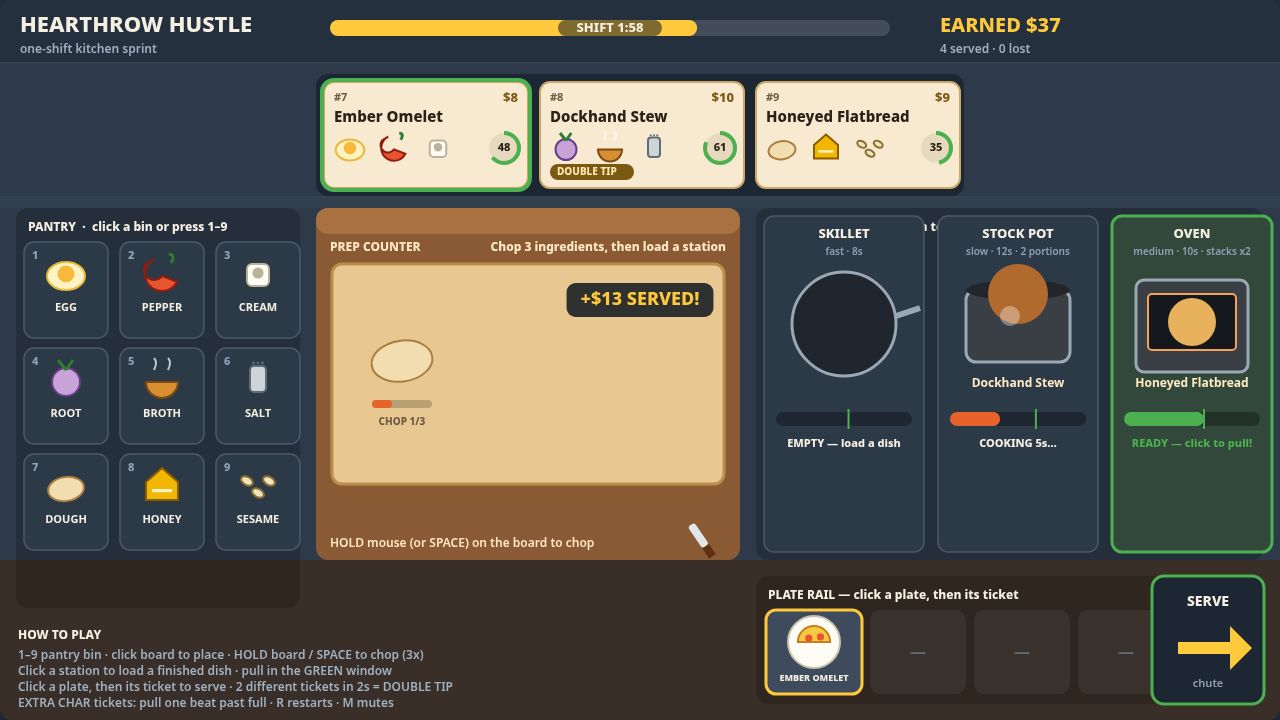 HEARTHROW HUSTLE
one-shift kitchen sprint
SHIFT 1:58
EARNED $37
4 served · 0 lost
#7
$8
Ember Omelet
48
#8
$10
Dockhand Stew
61
DOUBLE TIP
#9
$9
Honeyed Flatbread
35
PANTRY · click a bin or press 1–9
1
EGG
2
PEPPER
3
CREAM
4
ROOT
5
BROTH
6
SALT
7
DOUGH
8
HONEY
9
SESAME
PREP COUNTER
Chop 3 ingredients, then load a station
+$13 SERVED!
CHOP 1/3
HOLD mouse (or SPACE) on the board to chop
SKILLET
fast · 8s
EMPTY — load a dish
STOCK POT
slow · 12s · 2 portions
Dockhand Stew
COOKING 5s...
OVEN
medium · 10s · stacks x2
Honeyed Flatbread
READY — click to pull!
HOW TO PLAY
1–9 pantry bin · click board to place · HOLD board / SPACE to chop (3x)
Click a station to load a finished dish · pull in the GREEN window
Click a plate, then its ticket to serve · 2 different tickets in 2s = DOUBLE TIP
EXTRA CHAR tickets: pull one beat past full · R restarts · M mutes
PLATE RAIL — click a plate, then its ticket
EMBER OMELET
—
—
—
SERVE
chute